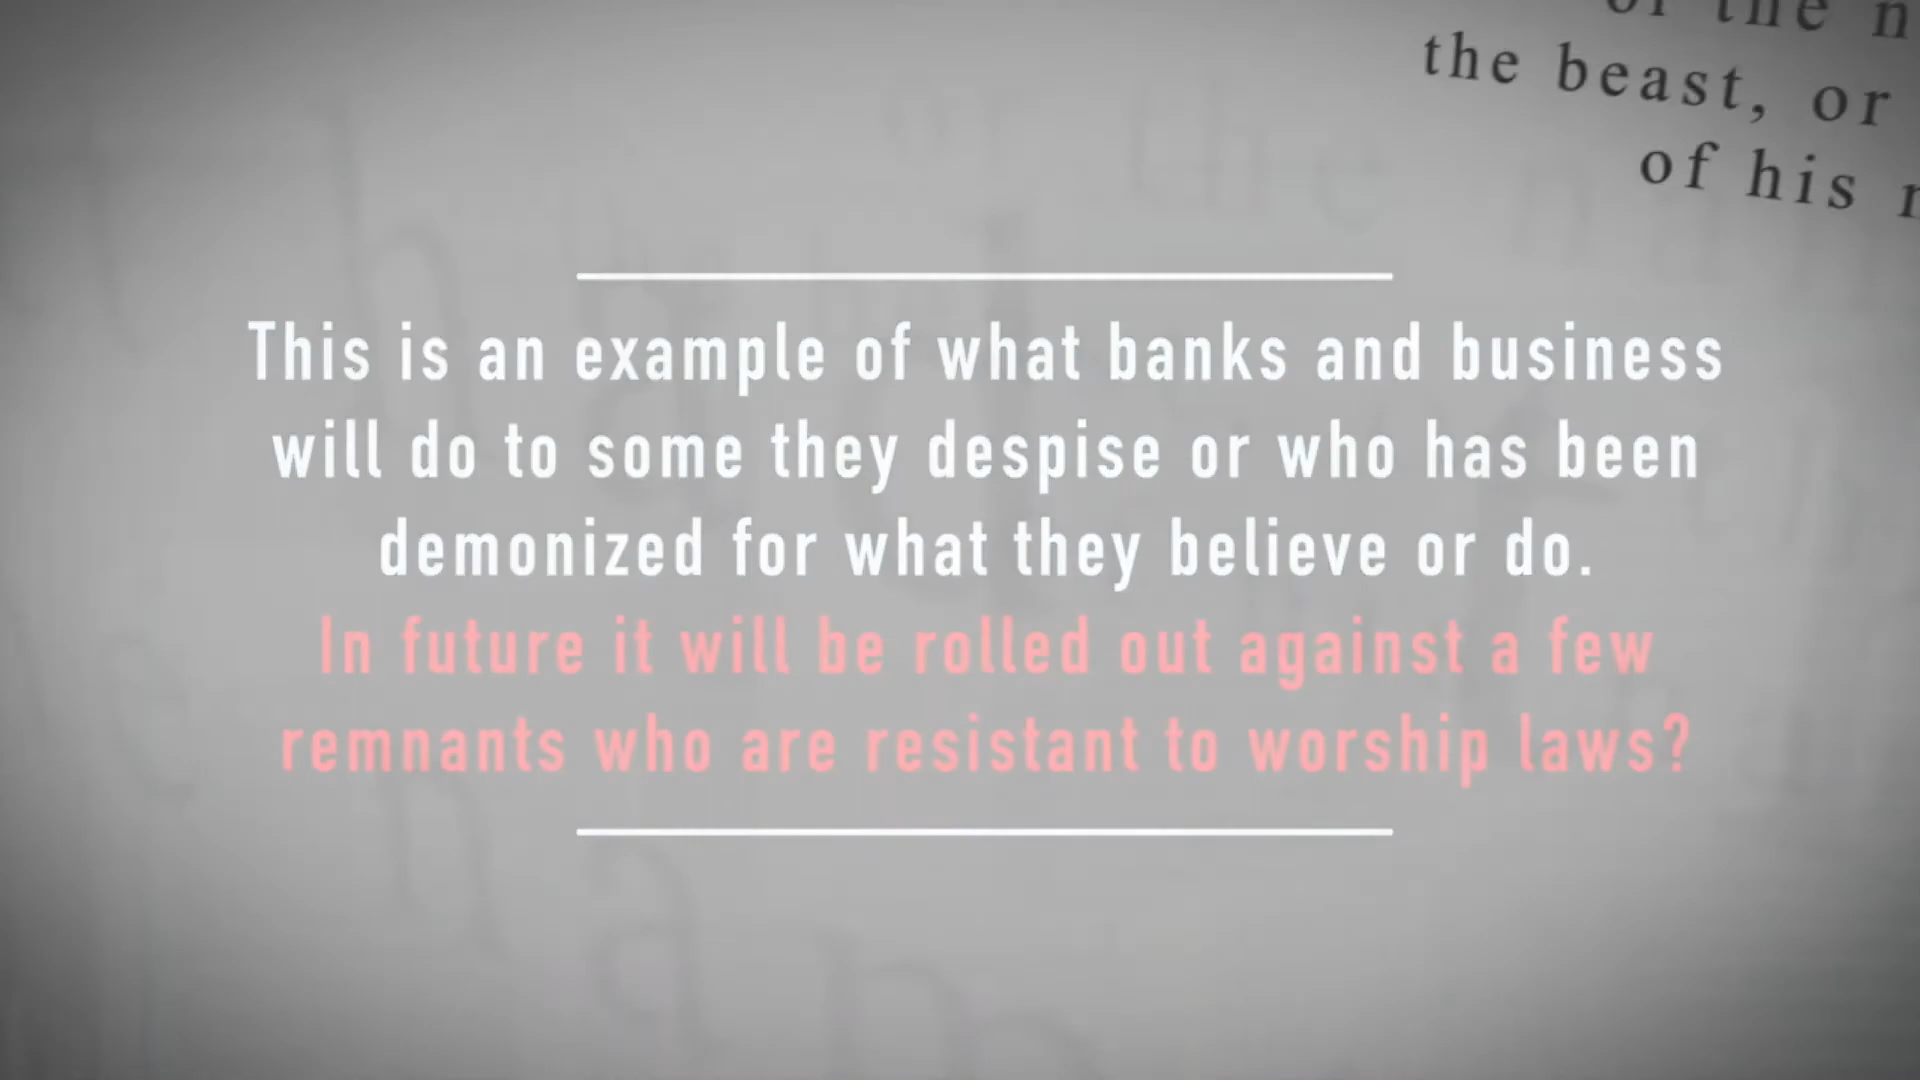 of the
the beast, or
of his
This is an example of what banks and business
will do to some they despise or who has been
demonized for what they believe or do.
In future it will be rolled out against a few
remnants who are resistant to worship laws?